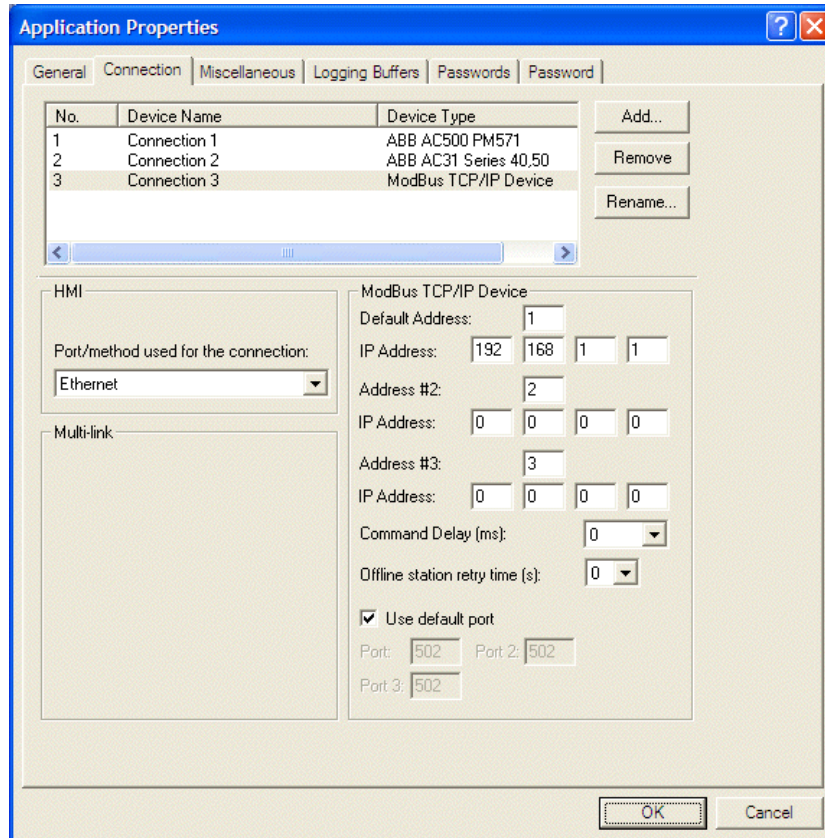 Application Properties
General Connection Miscellaneous Logging Buffers Passwords Password
No. Device Name Device Type
1 Connection 1 ABB AC500 PM571
2 Connection 2 ABB AC31 Series 40,50
3 Connection 3 ModBus TCP/IP Device
Add...
Remove
Rename...
HMI
Port/method used for the connection:
Ethernet
Multi-link
ModBus TCP/IP Device
Default Address: 1
IP Address: 192 168 1 1
Address #2: 2
IP Address: 0 0 0 0
Address #3: 3
IP Address: 0 0 0 0
Command Delay (ms): 0
Offline station retry time (s): 0
Use default port
Port: 502 Port 2: 502
Port 3: 502
OK Cancel